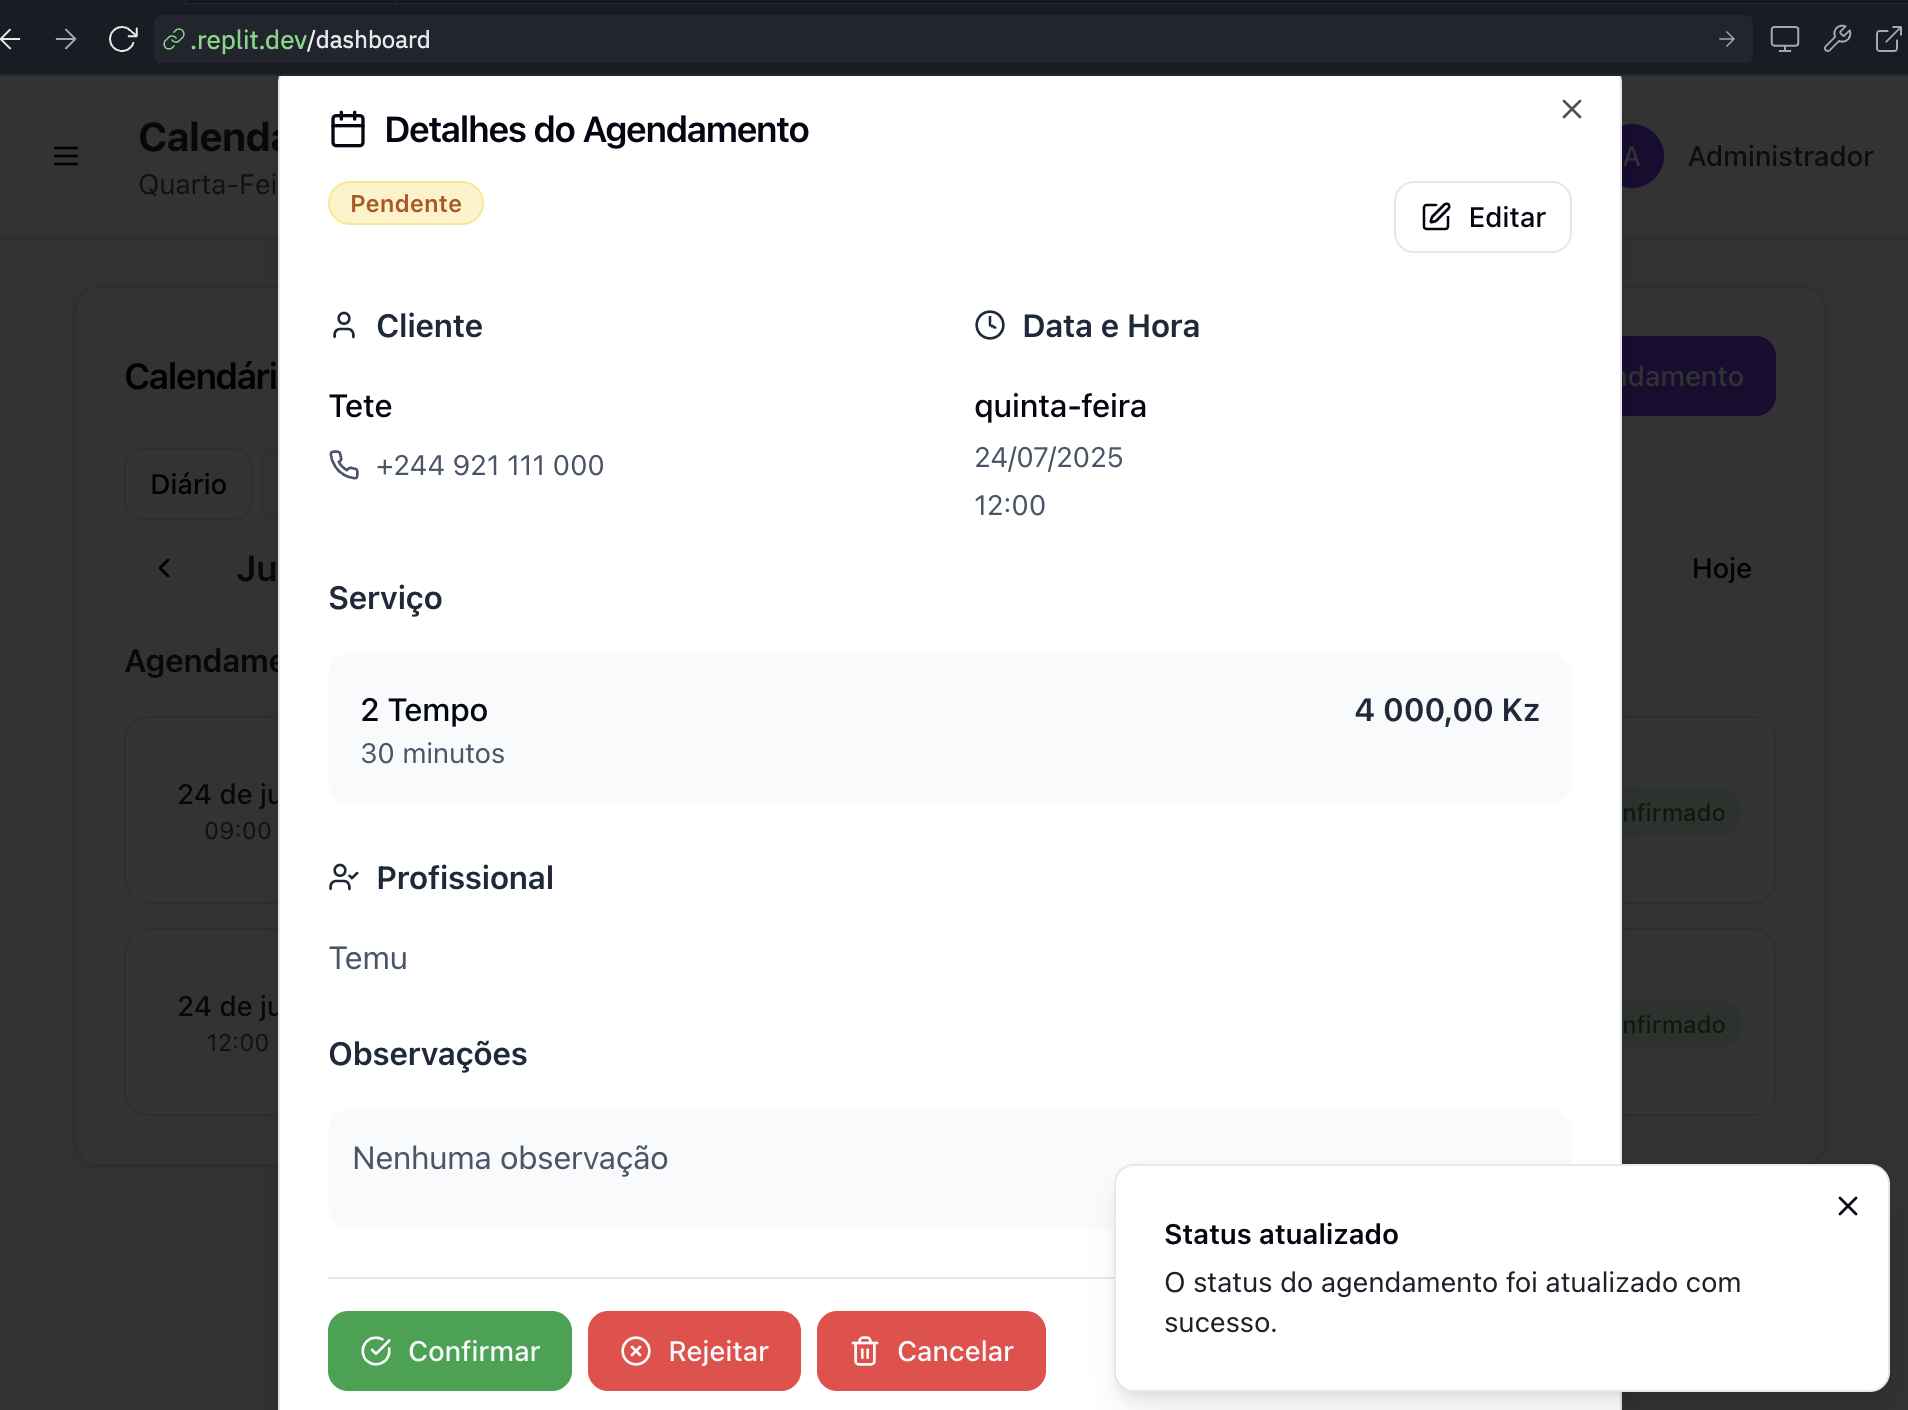 .replit.dev/dashboard
Detalhes do Agendamento
Pendente
Editar
Administrador
A
Calenda
Quarta-Fei
Cliente
Data e Hora
Tete
+244 921 111 000
quinta-feira
24/07/2025
12:00
Calendári
ndamento
Diário
Ju
Hoje
Serviço
2 Tempo
4 000,00 Kz
30 minutos
Agendame
24 de ju
09:00
nfirmado
Profissional
Temu
24 de ju
12:00
nfirmado
Observações
Nenhuma observação
Status atualizado
O status do agendamento foi atualizado com
sucesso.
Confirmar
Rejeitar
Cancelar